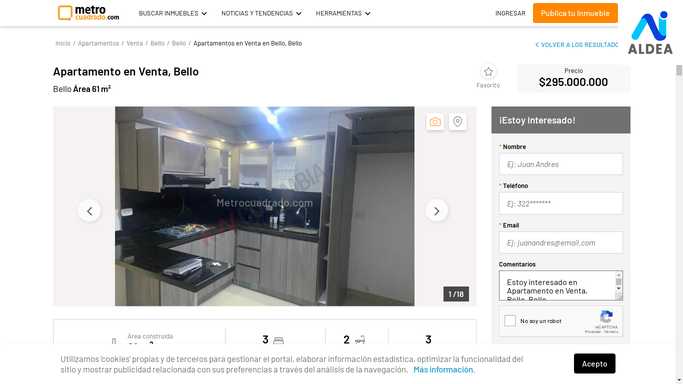 metro
cuadrado.com
BUSCAR INMUEBLES
NOTICIAS Y TENDENCIAS
HERRAMIENTAS
INGRESAR
Publica tu Inmueble
ALDEA
Inicio / Apartamentos / Venta / Bello / Bello / Apartamentos en Venta en Bello, Bello
VOLVER A LOS RESULTADO
Apartamento en Venta, Bello
Bello Área 61 m²
Favorito
Precio
$295.000.000
Metrocuadrado.com
1 /18
¡Estoy Interesado!
* Nombre
Ej: Juan Andres
* Teléfono
Ej: 322*******
* Email
Ej: juanandres@email.com
Comentarios
Estoy interesado en
Apartamento en Venta,
Bello, Bello
No soy un robot
reCAPTCHA
Privacidad - Términos
Área construida
3
2
3
Utilizamos 'cookies' propias y de terceros para gestionar el portal, elaborar información estadística, optimizar la funcionalidad del
sitio y mostrar publicidad relacionada con sus preferencias a través del análisis de la navegación. Más información.
Acepto